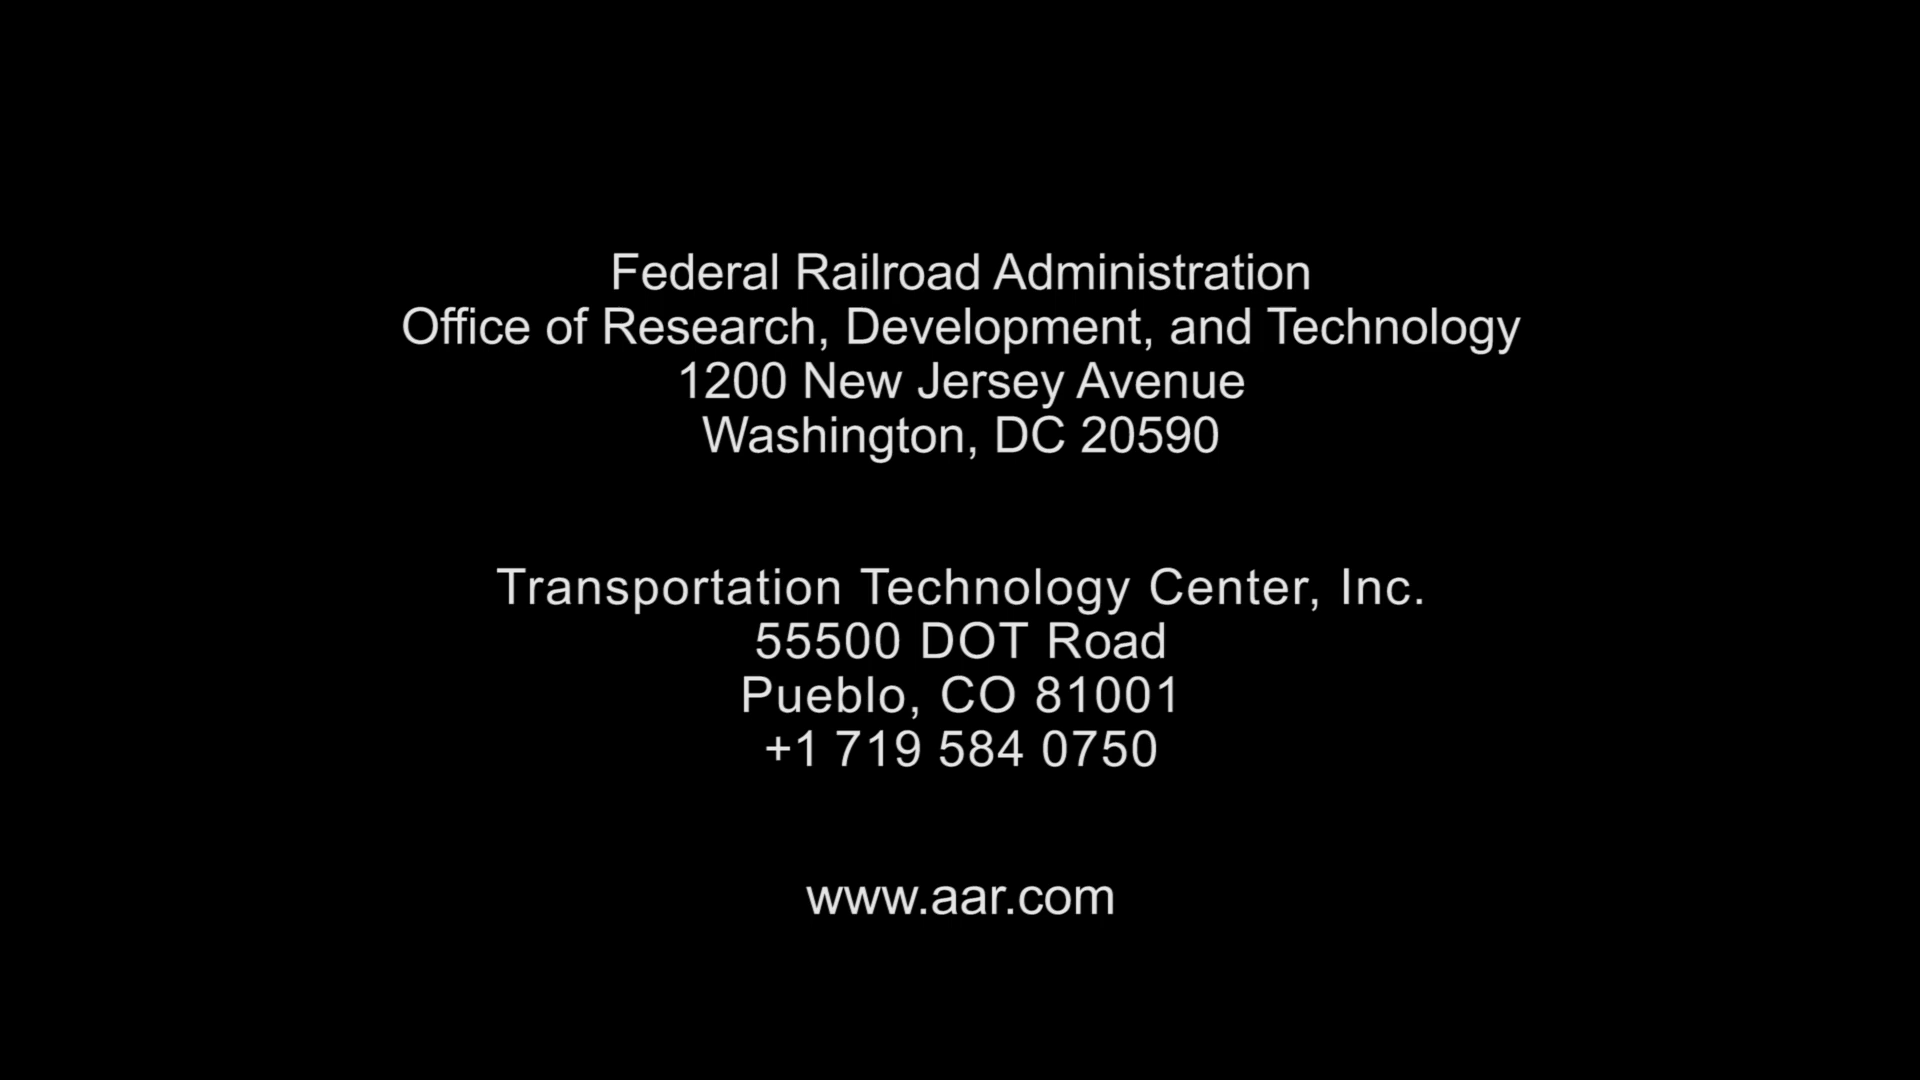 Federal Railroad Administration
Office of Research, Development, and Technology
1200 New Jersey Avenue
Washington, DC 20590
Transportation Technology Center, Inc.
55500 DOT Road
Pueblo, CO 81001
+1 719 584 0750
www.aar.com